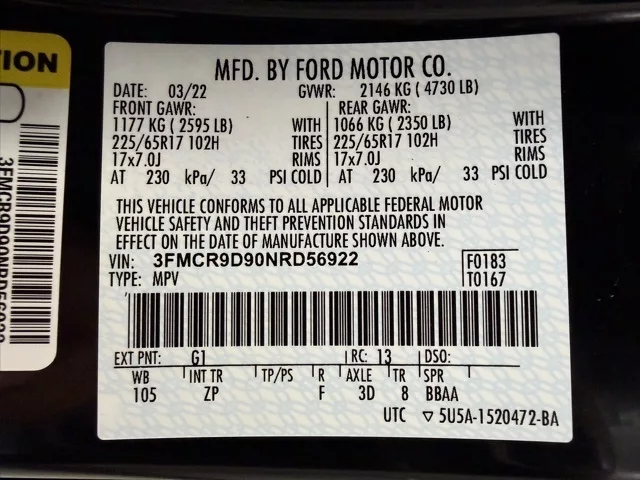 TION
3FMCR9D90NRD56922
MFD. BY FORD MOTOR CO.
DATE: 03/22 GVWR: 2146 KG ( 4730 LB)
FRONT GAWR: REAR GAWR:
1177 KG ( 2595 LB) WITH 1066 KG ( 2350 LB) WITH
225/65R17 102H TIRES 225/65R17 102H TIRES
17x7.0J RIMS 17x7.0J RIMS
AT 230 kPa/ 33 PSI COLD AT 230 kPa/ 33 PSI COLD
THIS VEHICLE CONFORMS TO ALL APPLICABLE FEDERAL MOTOR
VEHICLE SAFETY AND THEFT PREVENTION STANDARDS IN
EFFECT ON THE DATE OF MANUFACTURE SHOWN ABOVE.
VIN: 3FMCR9D90NRD56922 F0183
TYPE: MPV T0167
EXT PNT: G1 RC: 13 DSO:
WB INT TR TP/PS R AXLE TR SPR
105 ZP F 3D 8 BBAA
UTC ▽ 5U5A-1520472-BA